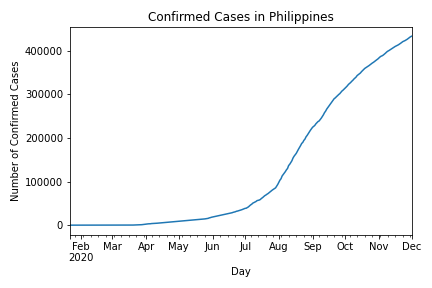 Confirmed Cases in Philippines
Number of Confirmed Cases
400000
300000
200000
100000
0
Feb Mar Apr May Jun Jul Aug Sep Oct Nov Dec
2020
Day